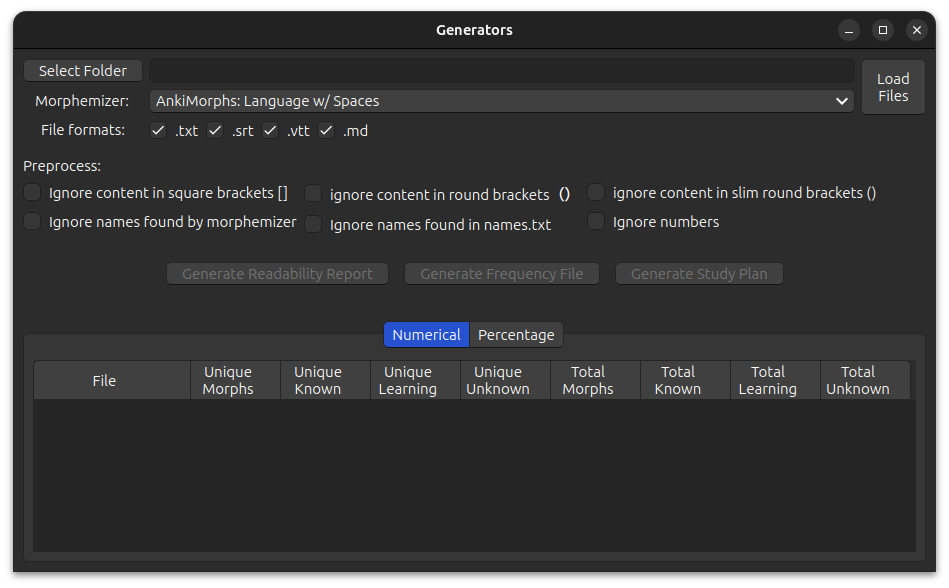 Generators
Select Folder
Load
Files
Morphemizer: AnkiMorphs: Language w/ Spaces
File formats: .txt .srt .vtt .md
Preprocess:
Ignore content in square brackets [] ignore content in round brackets （） ignore content in slim round brackets ()
Ignore names found by morphemizer Ignore names found in names.txt Ignore numbers
Generate Readability Report Generate Frequency File Generate Study Plan
Numerical Percentage
File Unique Morphs Unique Known Unique Learning Unique Unknown Total Morphs Total Known Total Learning Total Unknown